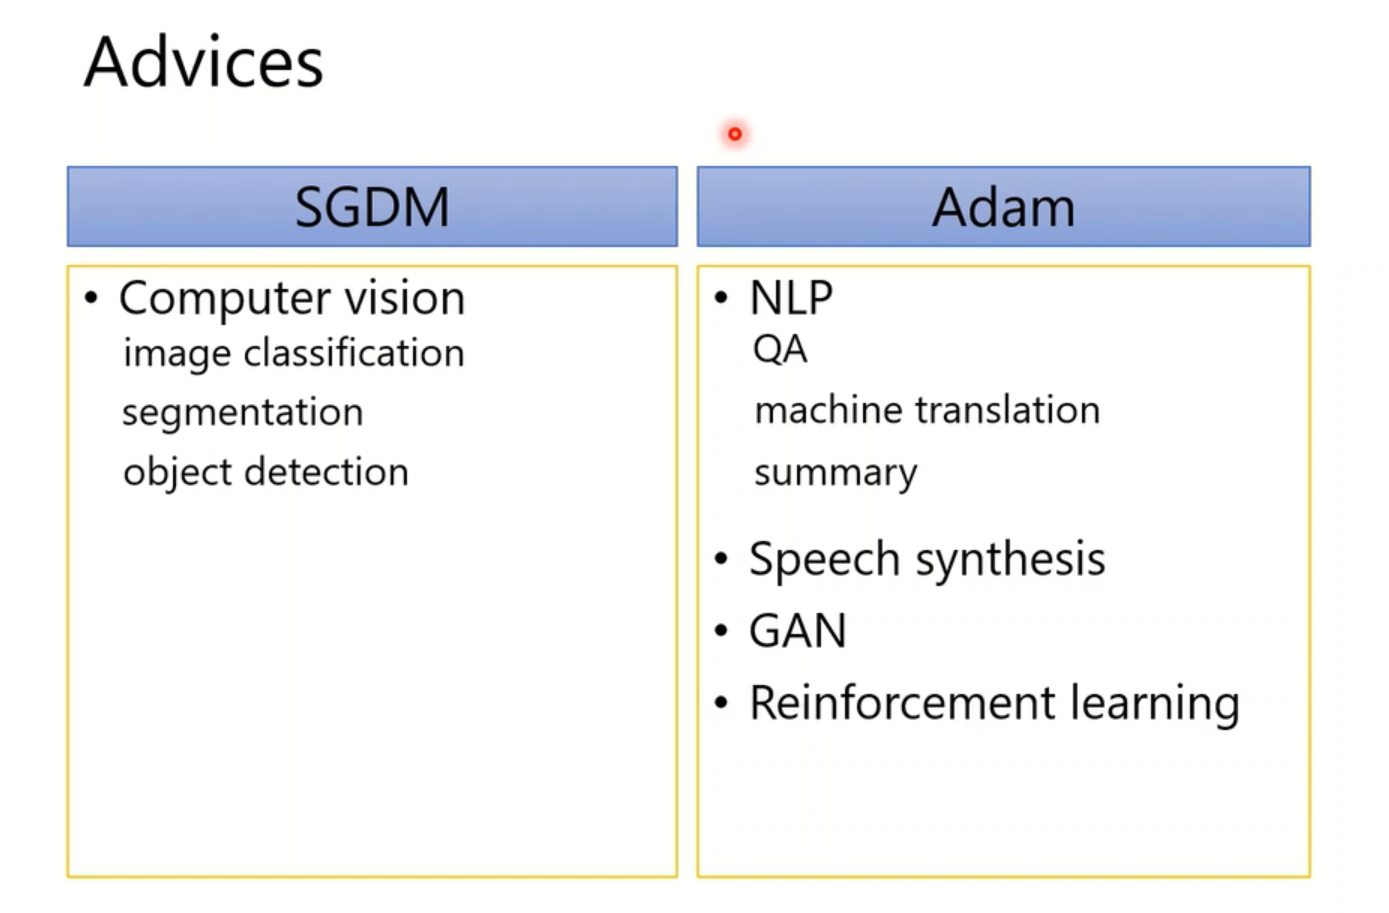 Advices
SGDM
• Computer vision
image classification
segmentation
object detection
Adam
• NLP
QA
machine translation
summary
• Speech synthesis
• GAN
• Reinforcement learning